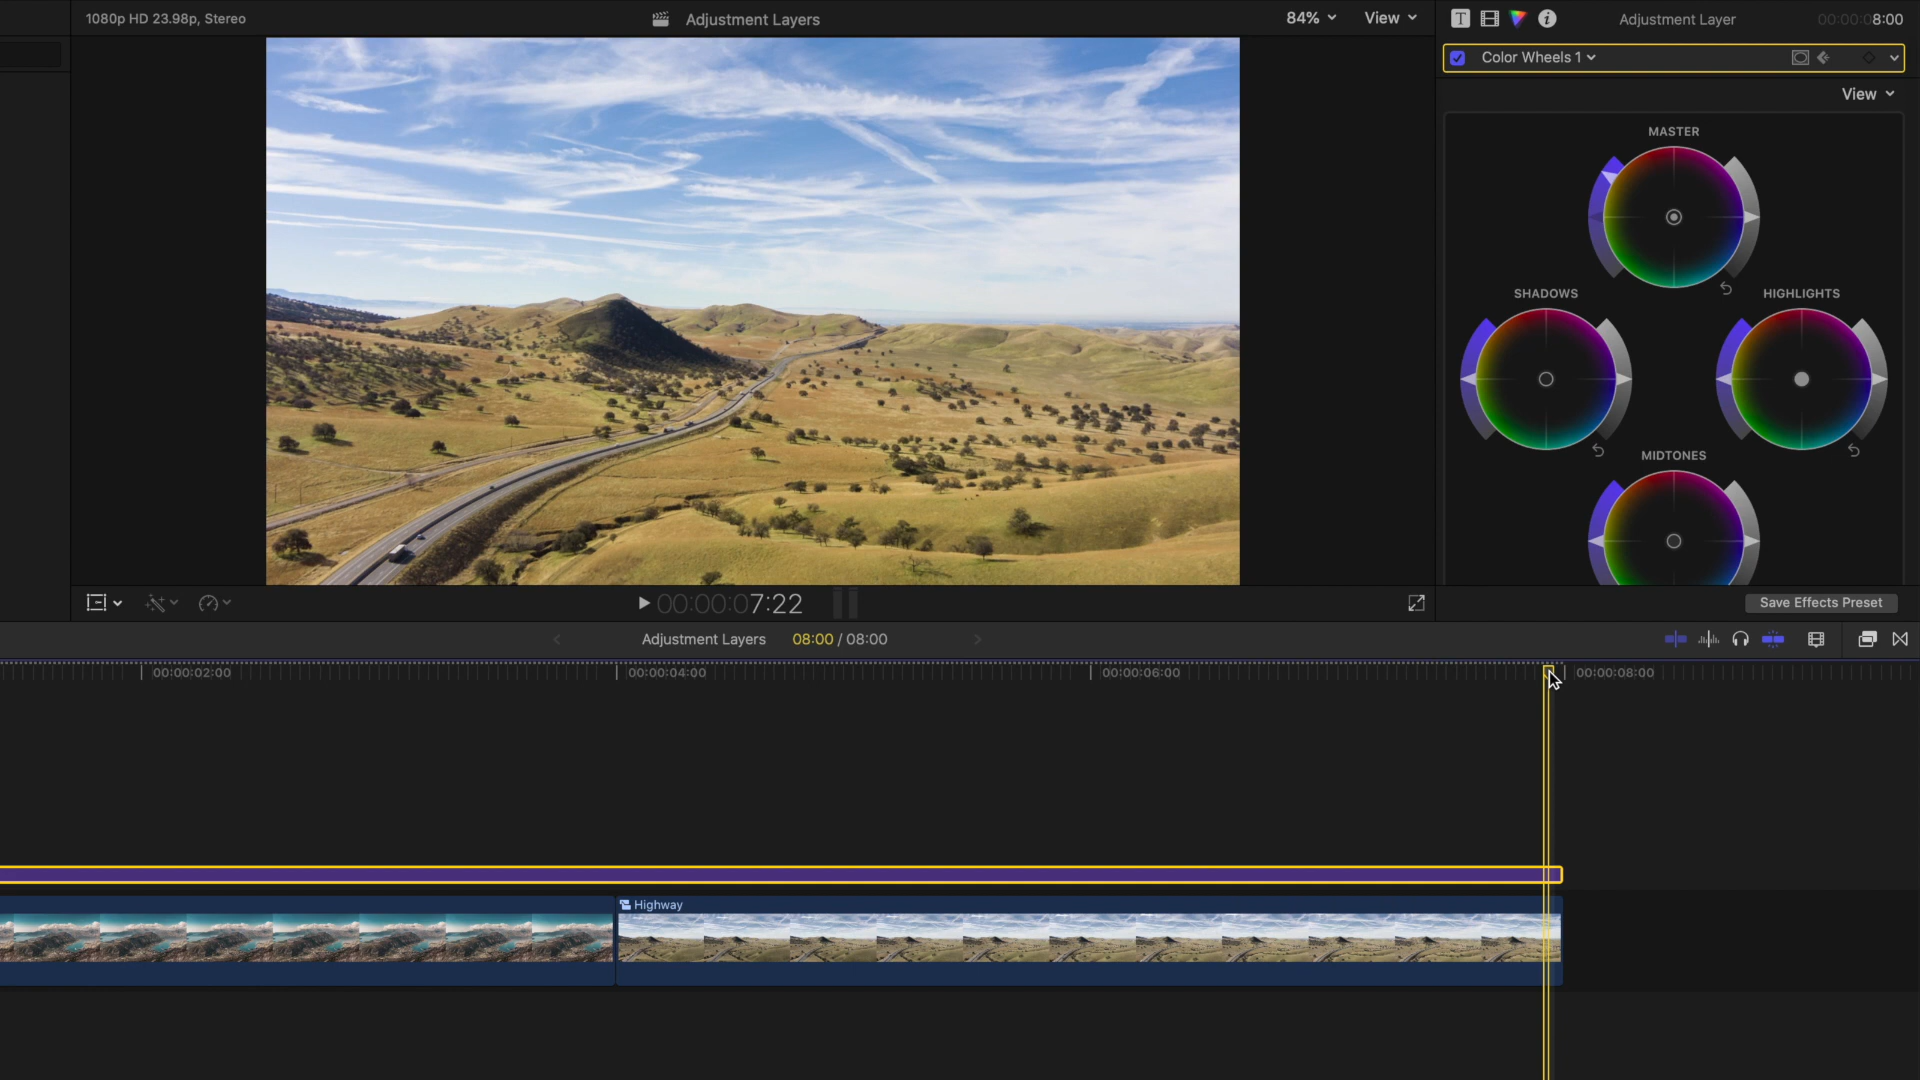 1080p HD 23.98p, Stereo
Adjustment Layers
84%
View
T
i
Adjustment Layer
00:00:08:00
Color Wheels 1
View
MASTER
SHADOWS
HIGHLIGHTS
MIDTONES
00:00:07:22
Save Effects Preset
Adjustment Layers
08:00 / 08:00
00:00:02:00
00:00:04:00
00:00:06:00
00:00:08:00
Highway